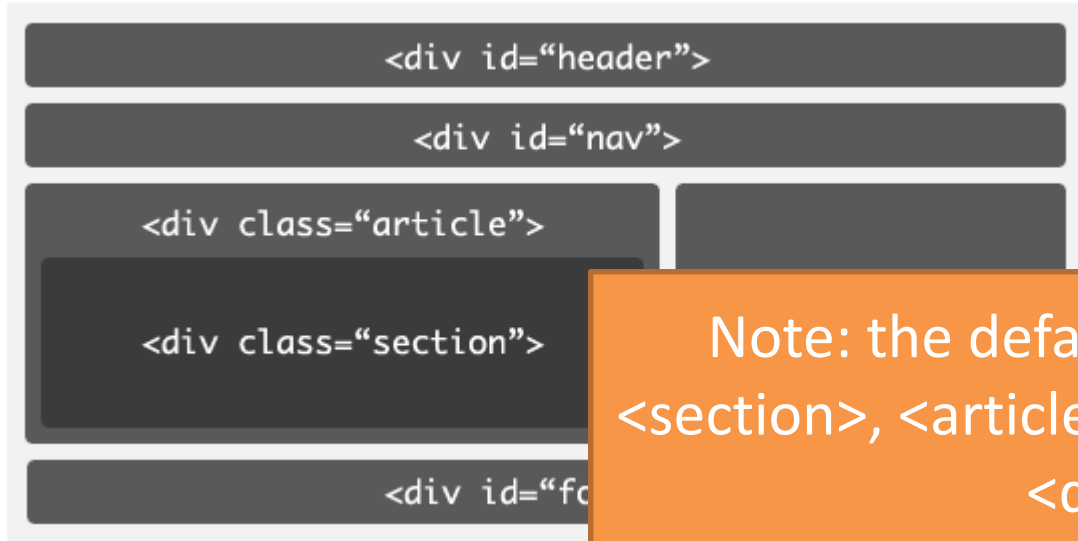 <div id=“header”>
<div id=“nav”>
<div class=“article”>
<div class=“section”>
Note: the defa
<section>, <article
<div id=“fo